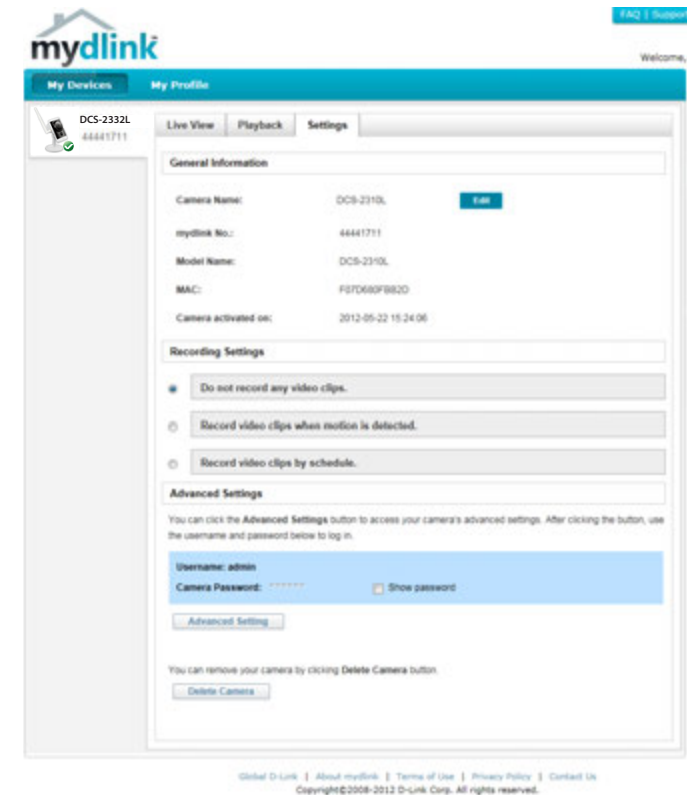 FAQ | Support
mydlink
Welcome,
My Devices My Profile
DCS-2332L
44441711
Live View Playback Settings
General Information
Camera Name: DCS-2310L Edit
mydlink No.: 44441711
Model Name: DCS-2310L
MAC: F07D680FBB2D
Camera activated on: 2012-05-22 15:24:06
Recording Settings
Do not record any video clips.
Record video clips when motion is detected.
Record video clips by schedule.
Advanced Settings
You can click the Advanced Settings button to access your camera's advanced settings. After clicking the button, use
the username and password below to log in.
Username: admin
Camera Password: ****** Show password
Advanced Setting
You can remove your camera by clicking Delete Camera button.
Delete Camera
Global D-Link | About mydlink | Terms of Use | Privacy Policy | Contact Us
Copyright©2008-2012 D-Link Corp. All rights reserved.